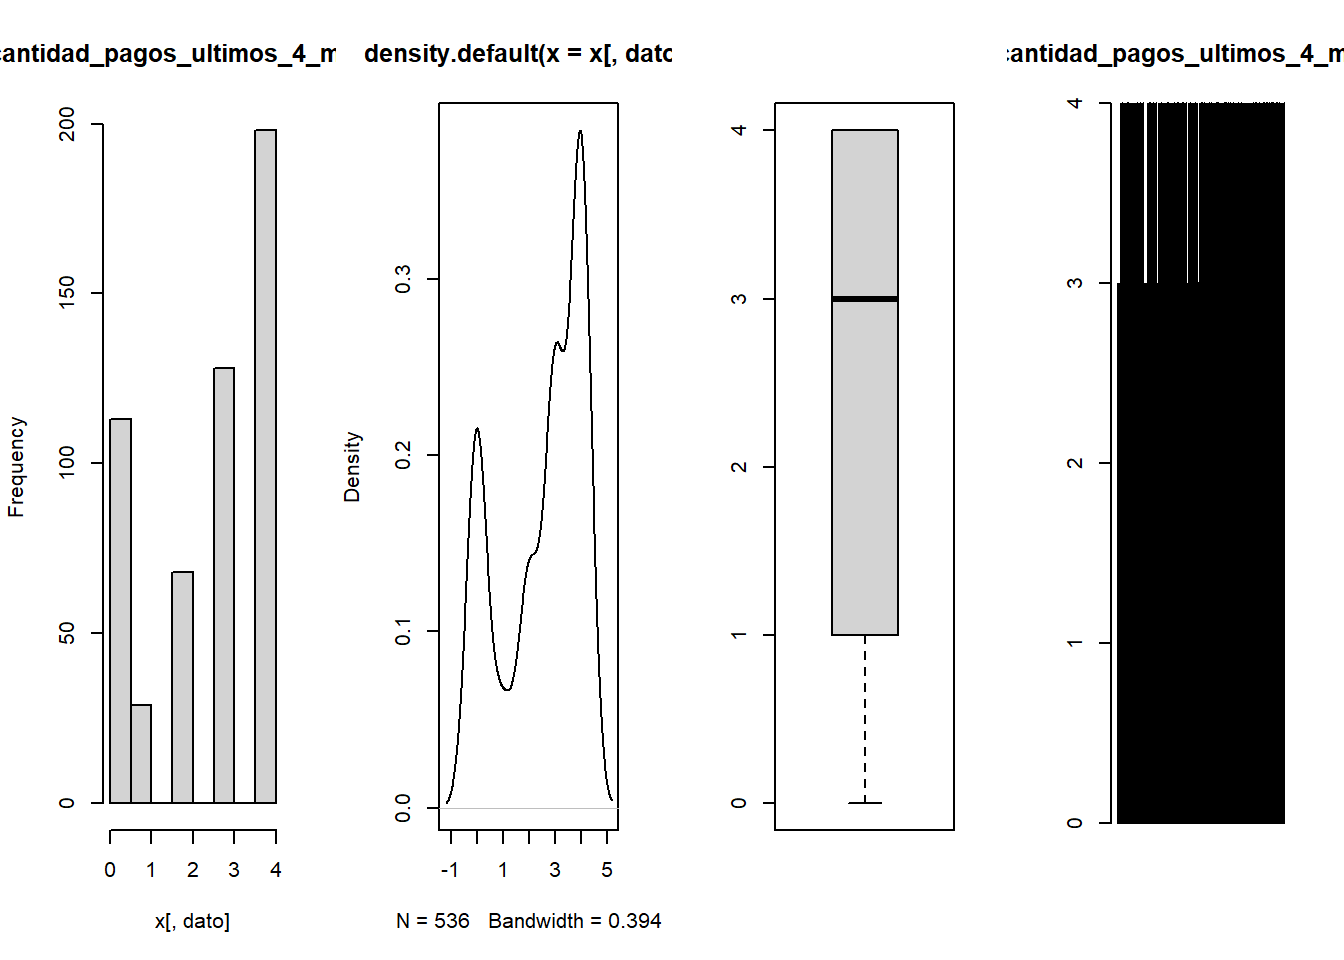 cantidad_pagos_ultimos_4_m
Frequency
200
150
100
50
0
0 1 2 3 4
x[, dato]
density.default(x = x[, datc
Density
0.3
0.2
0.1
0.0
-1 1 3 5
N = 536 Bandwidth = 0.394
4
3
2
1
0
cantidad_pagos_ultimos_4_m
4
3
2
1
0